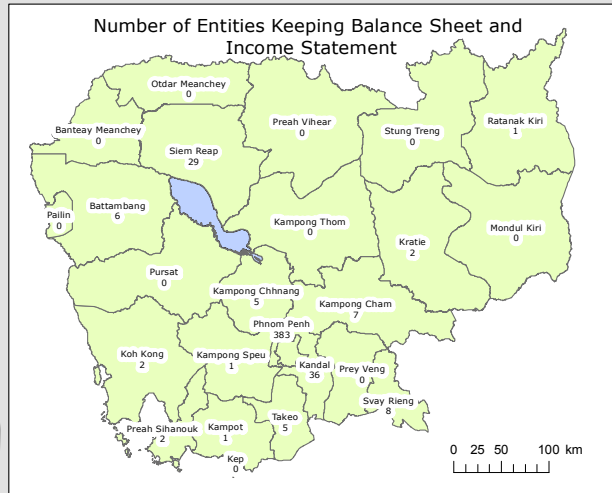 Number of Entities Keeping Balance Sheet and
Income Statement
Otdar Meanchey
0
Banteay Meanchey
0
Siem Reap
29
Preah Vihear
0
Stung Treng
0
Ratanak Kiri
1
Pailin
0
Battambang
6
Kampong Thom
0
Kratie
2
Mondul Kiri
0
Pursat
0
Kampong Chhnang
5
Kampong Cham
7
Phnom Penh
383
Koh Kong
2
Kampong Speu
1
Kandal
36
Prey Veng
0
Svay Rieng
8
Preah Sihanouk
2
Kampot
1
Takeo
5
Kep
0
0 25 50 100 km